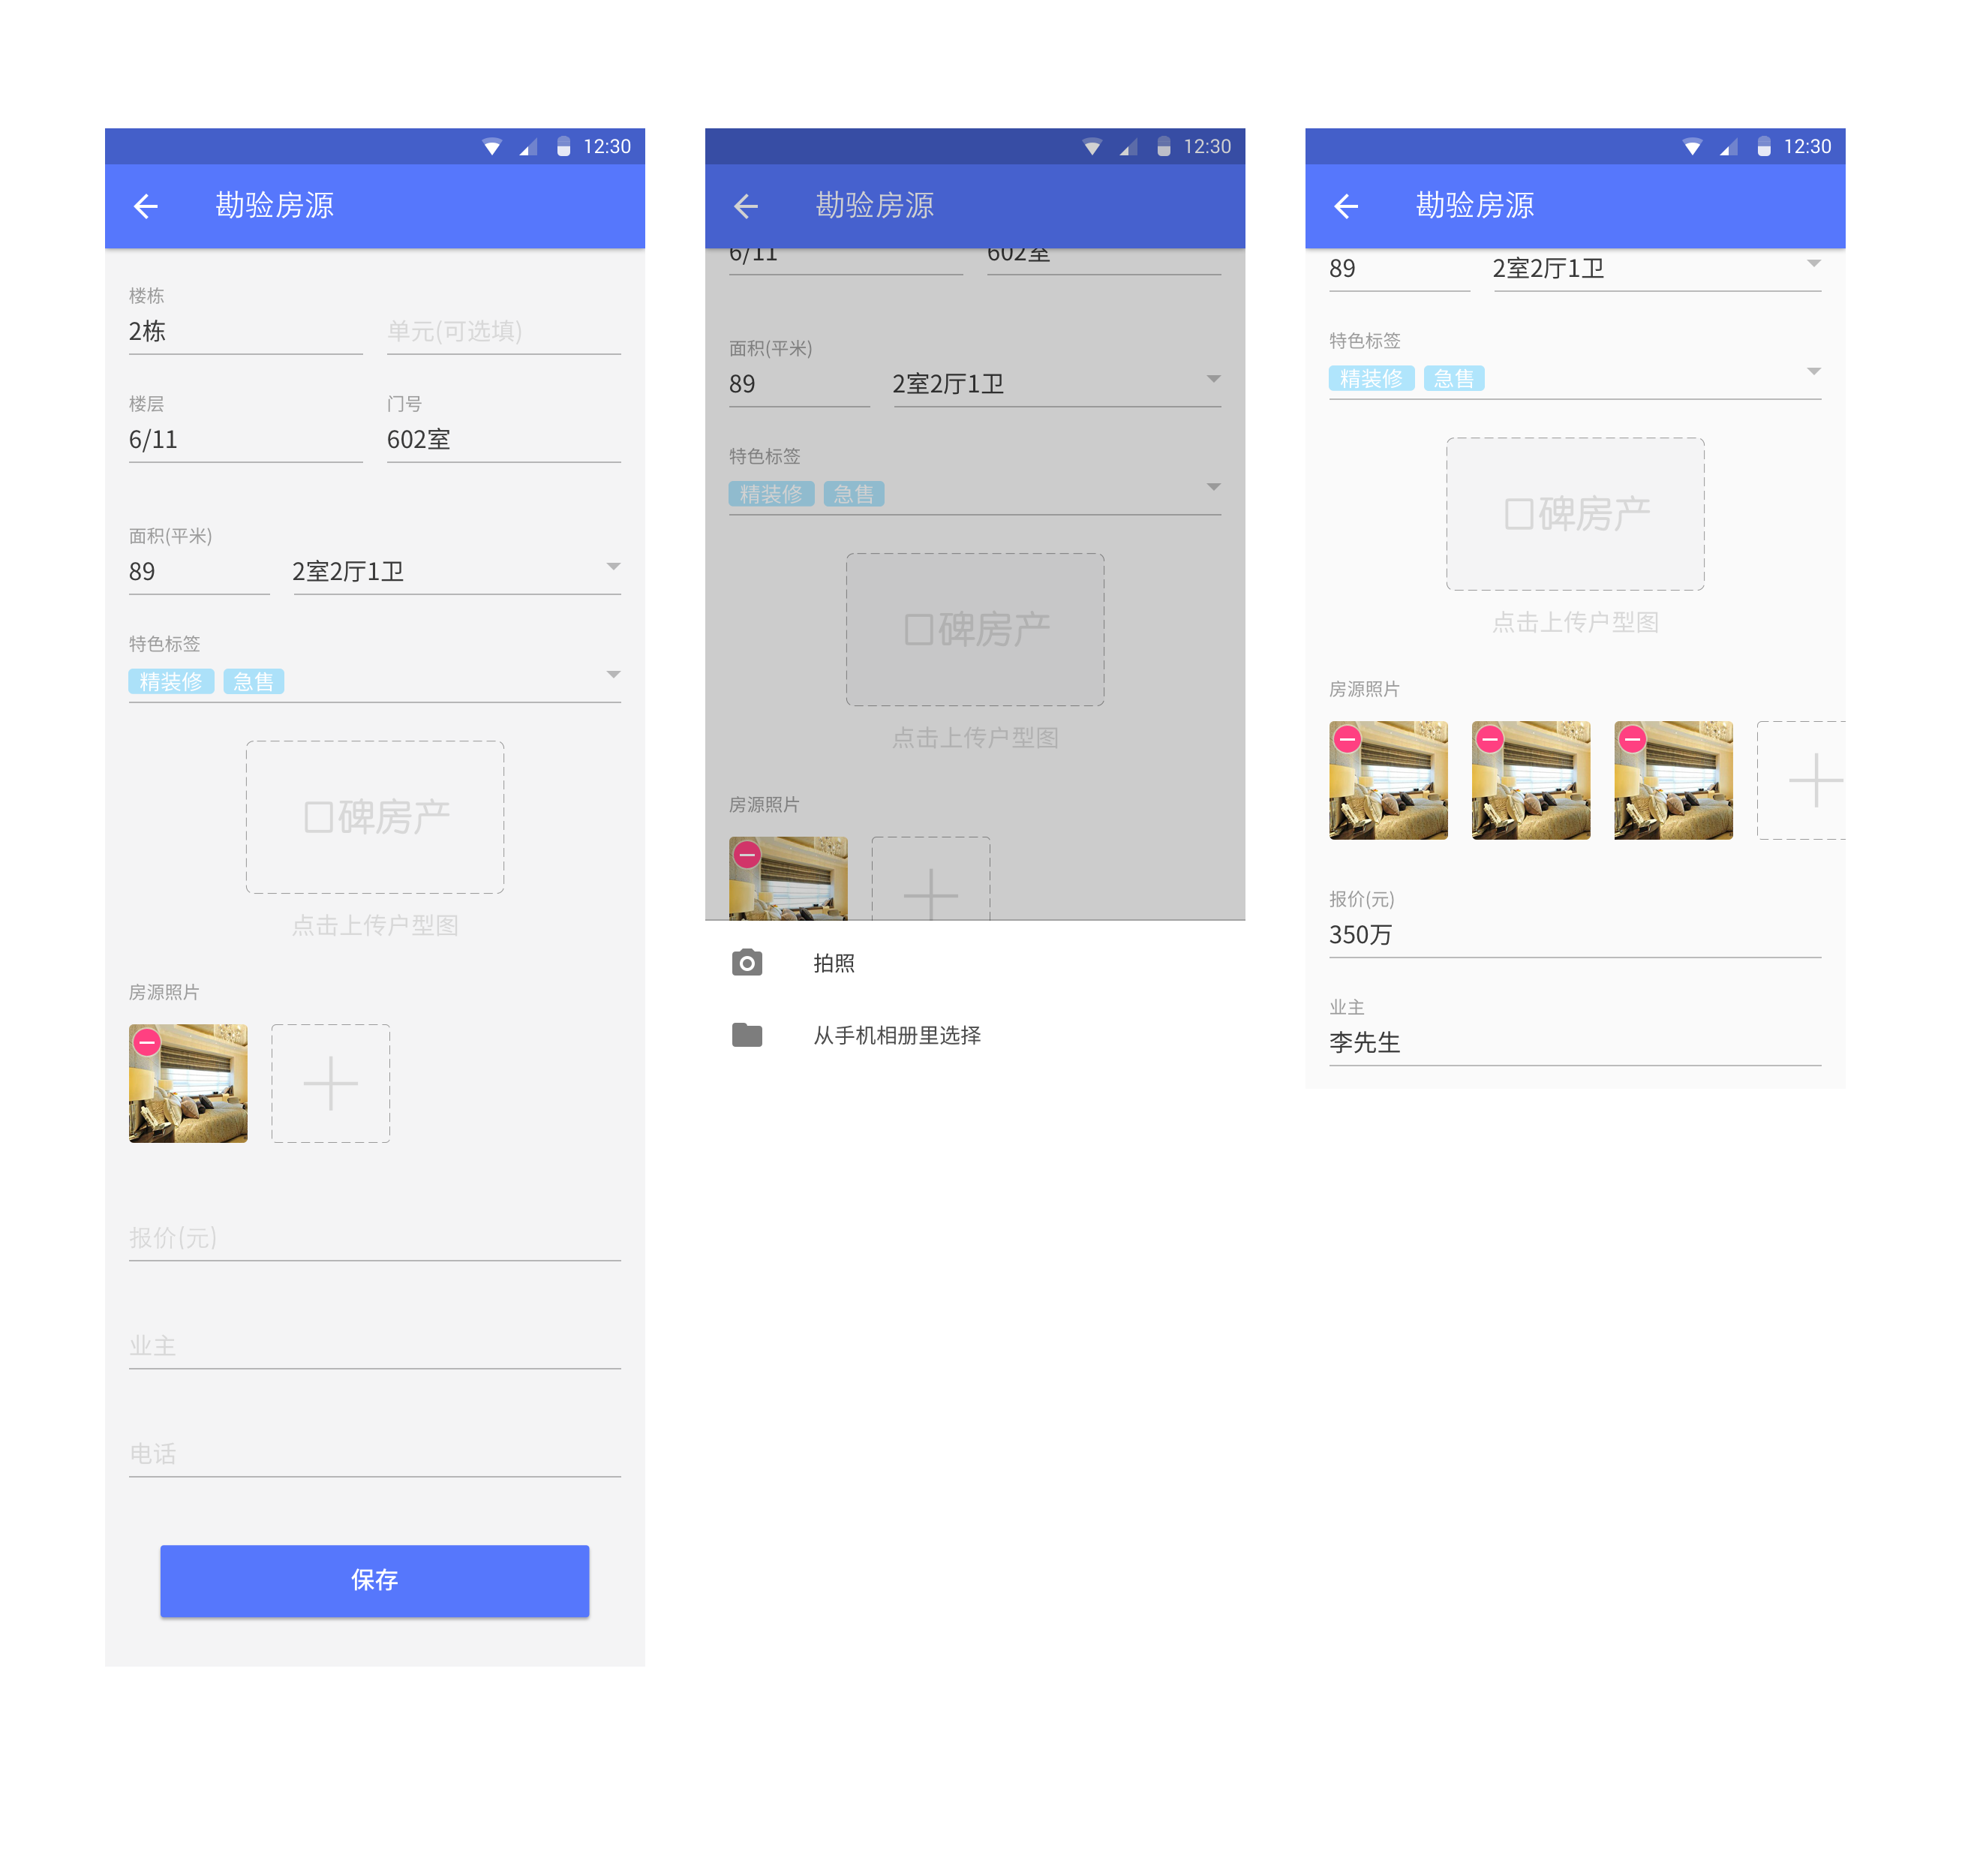 12:30
勘验房源
楼栋
2栋
单元(可选填)
楼层
门号
6/11
602室
面积(平米)
89
2室2厅1卫
特色标签
精装修
急售
口碑房产
点击上传户型图
房源照片
报价(元)
业主
电话
保存
12:30
勘验房源
6/11
602室
面积(平米)
89
2室2厅1卫
特色标签
精装修
急售
口碑房产
点击上传户型图
房源照片
拍照
从手机相册里选择
12:30
勘验房源
89
2室2厅1卫
特色标签
精装修
急售
口碑房产
点击上传户型图
房源照片
报价(元)
350万
业主
李先生